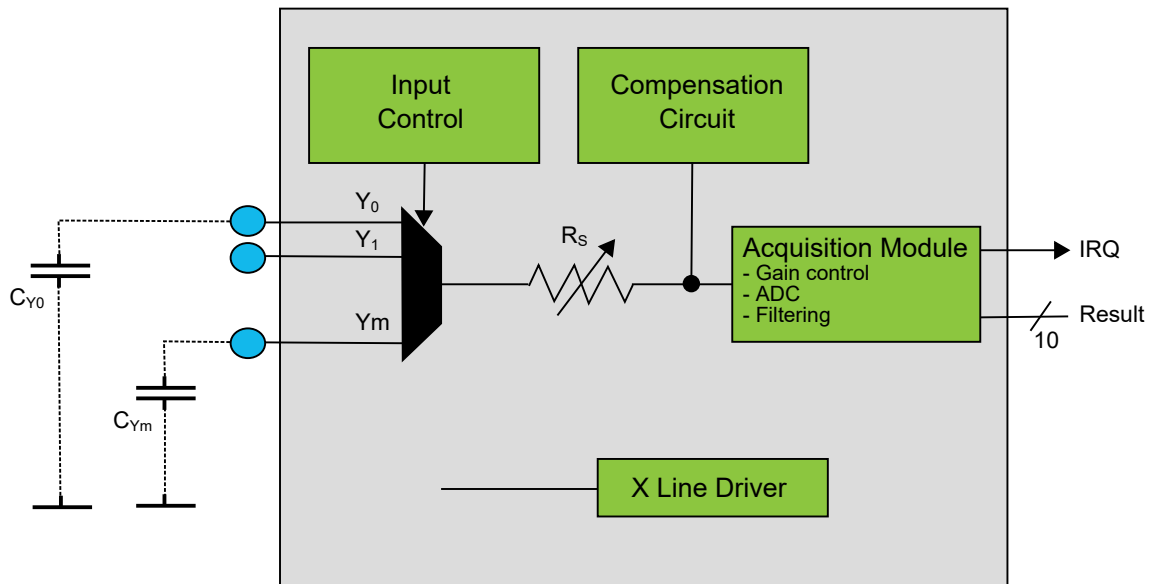 Input
Control
Compensation
Circuit
Y0
Y1
Ym
RS
Acquisition Module
- Gain control
- ADC
- Filtering
IRQ
Result
10
CY0
CYm
X Line Driver